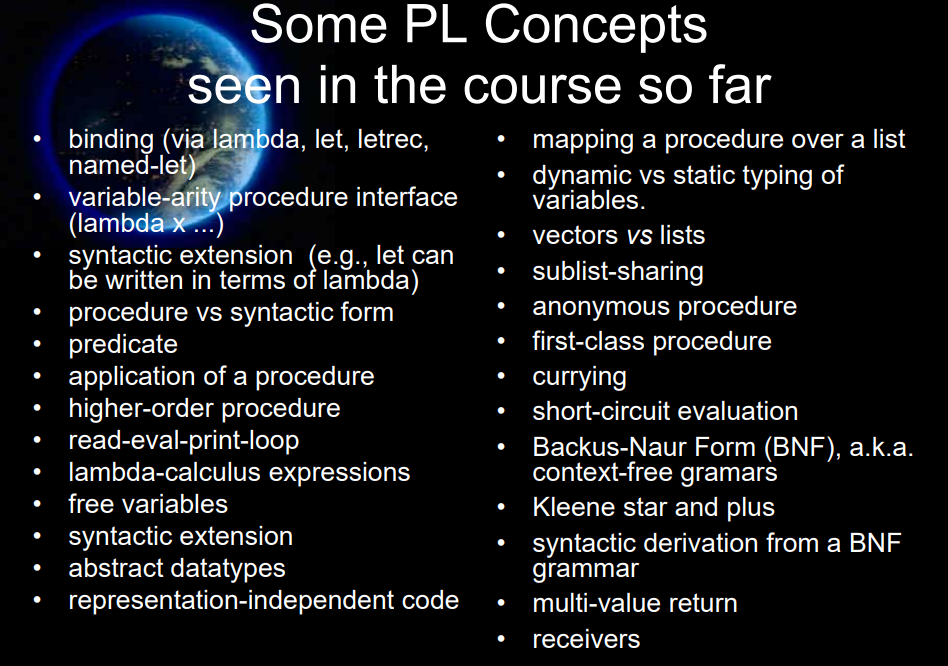 Some PL Concepts
seen in the course so far
• binding (via lambda, let, letrec,
named-let)
• variable-arity procedure interface
(lambda x ...)
• syntactic extension  (e.g., let can
be written in terms of lambda)
• procedure vs syntactic form
• predicate
• application of a procedure
• higher-order procedure
• read-eval-print-loop
• lambda-calculus expressions
• free variables
• syntactic extension
• abstract datatypes
• representation-independent code
• mapping a procedure over a list
• dynamic vs static typing of
variables.
• vectors vs lists
• sublist-sharing
• anonymous procedure
• first-class procedure
• currying
• short-circuit evaluation
• Backus-Naur Form (BNF), a.k.a.
context-free gramars
• Kleene star and plus
• syntactic derivation from a BNF
grammar
• multi-value return
• receivers